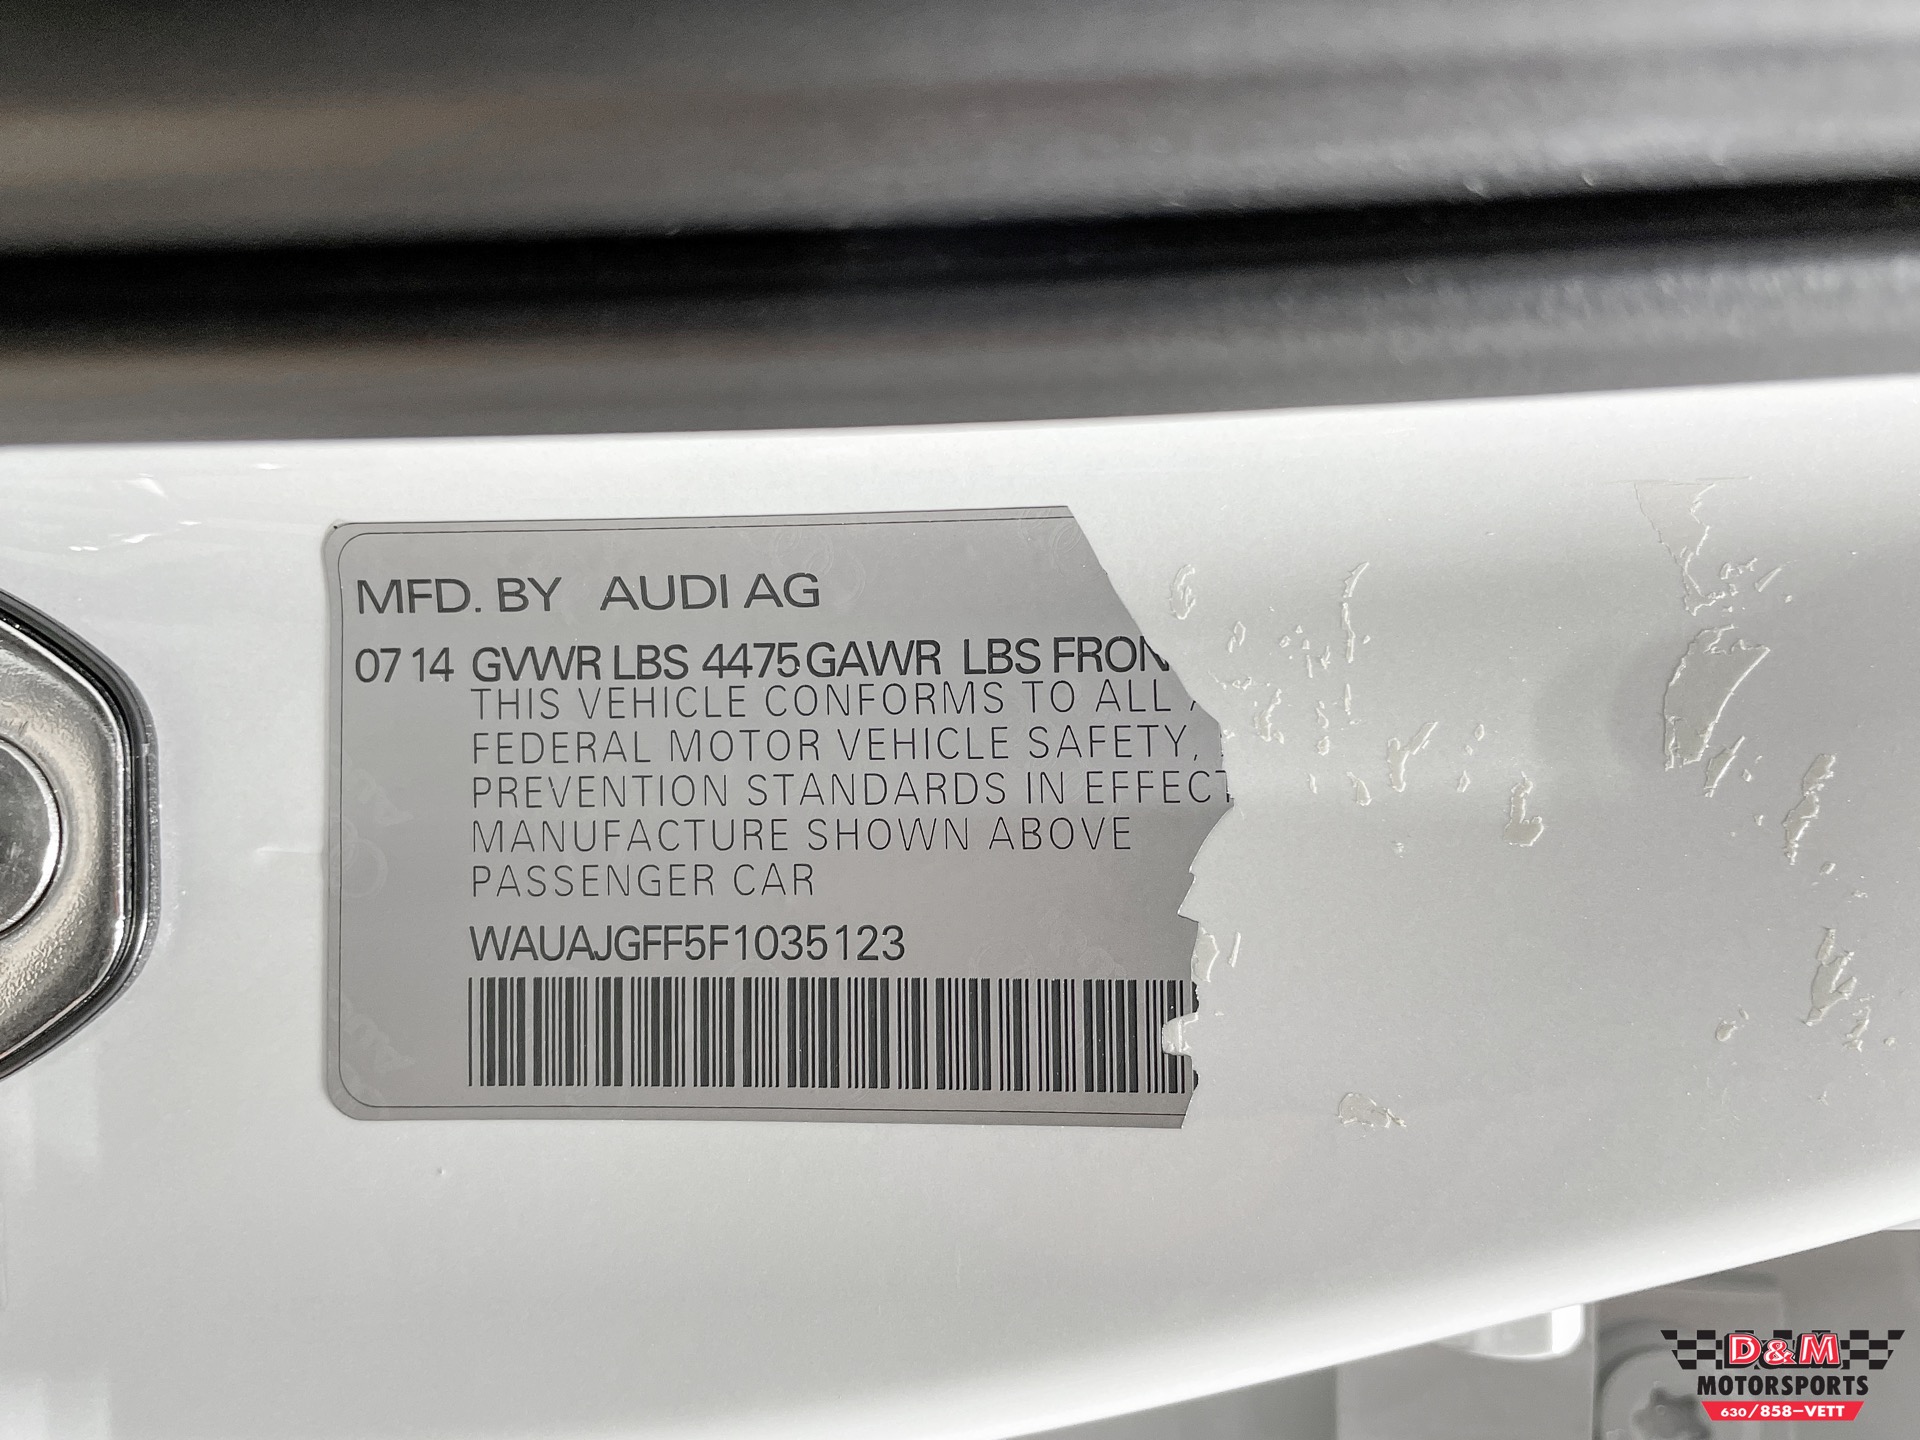 MFD. BY AUDI AG
07 14 GVWR LBS 4475 GAWR LBS FRON
THIS VEHICLE CONFORMS TO ALL
FEDERAL MOTOR VEHICLE SAFETY,
PREVENTION STANDARDS IN EFFECT
MANUFACTURE SHOWN ABOVE
PASSENGER CAR
WAUAJGFF5F1035123
D&M
MOTORSPORTS
630/858-VETT